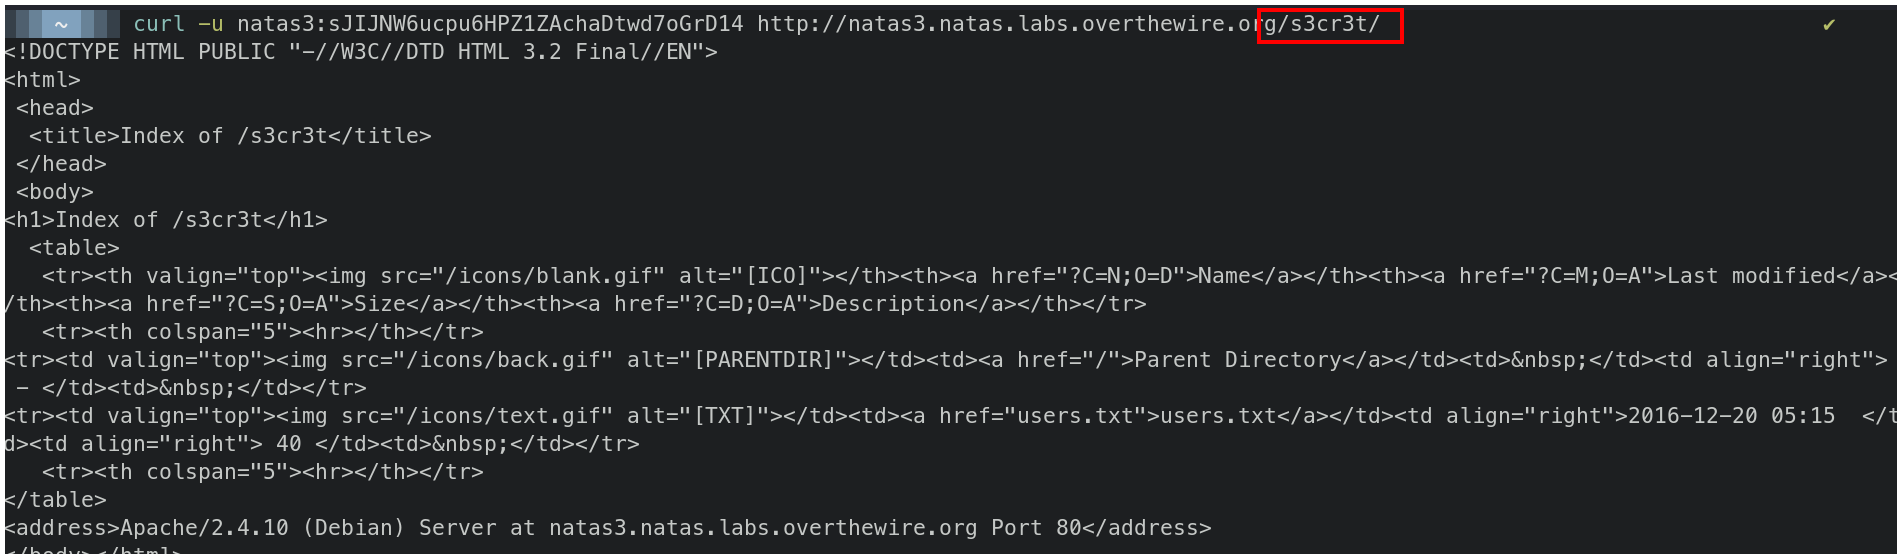 ~ curl -u natas3:sJIJNW6ucpu6HPZ1ZAchaDtwd7oGrD14 http://natas3.natas.labs.overthewire.org/s3cr3t/ ✔
<!DOCTYPE HTML PUBLIC "-//W3C//DTD HTML 3.2 Final//EN">
<html>
 <head>
  <title>Index of /s3cr3t</title>
 </head>
 <body>
<h1>Index of /s3cr3t</h1>
  <table>
   <tr><th valign="top"><img src="/icons/blank.gif" alt="[ICO]"></th><th><a href="?C=N;O=D">Name</a></th><th><a href="?C=M;O=A">Last modified</a><
/th><th><a href="?C=S;O=A">Size</a></th><th><a href="?C=D;O=A">Description</a></th></tr>
   <tr><th colspan="5"><hr></th></tr>
<tr><td valign="top"><img src="/icons/back.gif" alt="[PARENTDIR]"></td><td><a href="/">Parent Directory</a></td><td>&nbsp;</td><td align="right">
 - </td><td>&nbsp;</td></tr>
<tr><td valign="top"><img src="/icons/text.gif" alt="[TXT]"></td><td><a href="users.txt">users.txt</a></td><td align="right">2016-12-20 05:15  </t
d><td align="right"> 40 </td><td>&nbsp;</td></tr>
   <tr><th colspan="5"><hr></th></tr>
</table>
<address>Apache/2.4.10 (Debian) Server at natas3.natas.labs.overthewire.org Port 80</address>
</body></html>